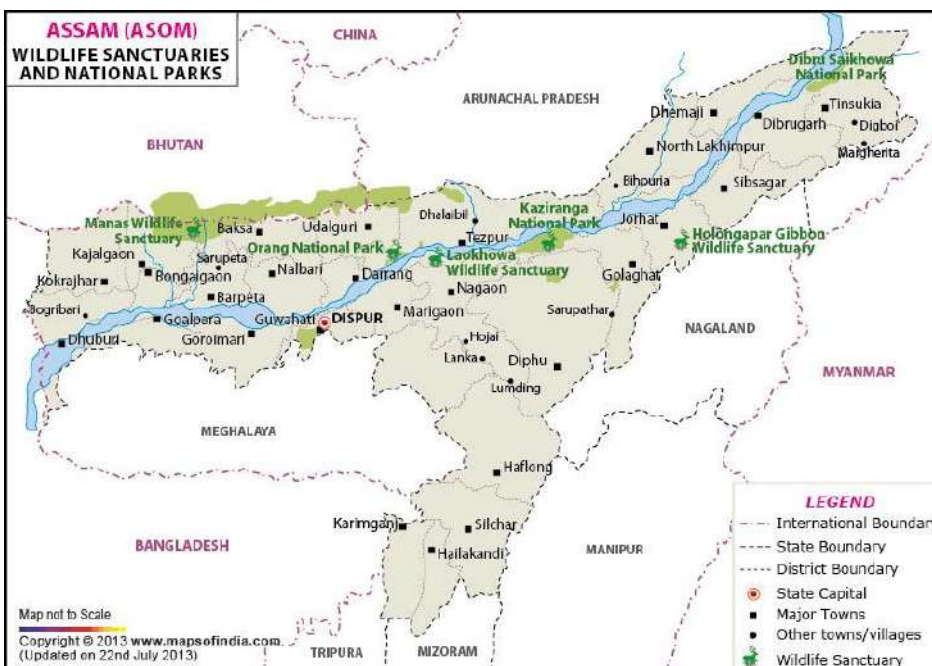 ASSAM (ASOM)
WILDLIFE SANCTUARIES
AND NATIONAL PARKS
CHINA
Dibru Saikhowa
National Park
ARUNACHAL PRADESH
Dhemaji
Tinsukia
Dibrugarh
Digboi
Margherita
BHUTAN
North Lakhimpur
Bihpuria
Sibsagar
Manas Wildlife
Sanctuary
Baksa
Udalguri
Dhalaibil
Kaziranga
National Park
Jorhat
Holongapar Gibbon
Wildlife Sanctuary
Orang National Park
Tezpur
Laokhowa
Wildlife Sanctuary
Kajalgaon
Sarupeta
Bongaigaon
Nalbari
Darrang
Golaghat
Kokrajhar
Barpeta
Nagaon
Marigaon
Sarupathar
Bogribari
Goalpara
Guwahati
DISPUR
Goroimari
Dhuburi
Hojai
Lanka
Diphu
Lumding
NAGALAND
MYANMAR
MEGHALAYA
Haflong
Karimganj
Silchar
Hailakandi
BANGLADESH
MANIPUR
TRIPURA
MIZORAM
LEGEND
International Boundary
State Boundary
District Boundary
State Capital
Major Towns
Other towns/villages
Wildlife Sanctuary
Map not to Scale
Copyright © 2013 www.mapsofindia.com
(Updated on 22nd July 2013)